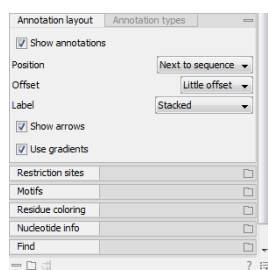 Annotation layout Annotation types
Show annotations
Position Next to sequence
Offset Little offset
Label Stacked
Show arrows
Use gradients
Restriction sites
Motifs
Residue coloring
Nucleotide info
Find
?